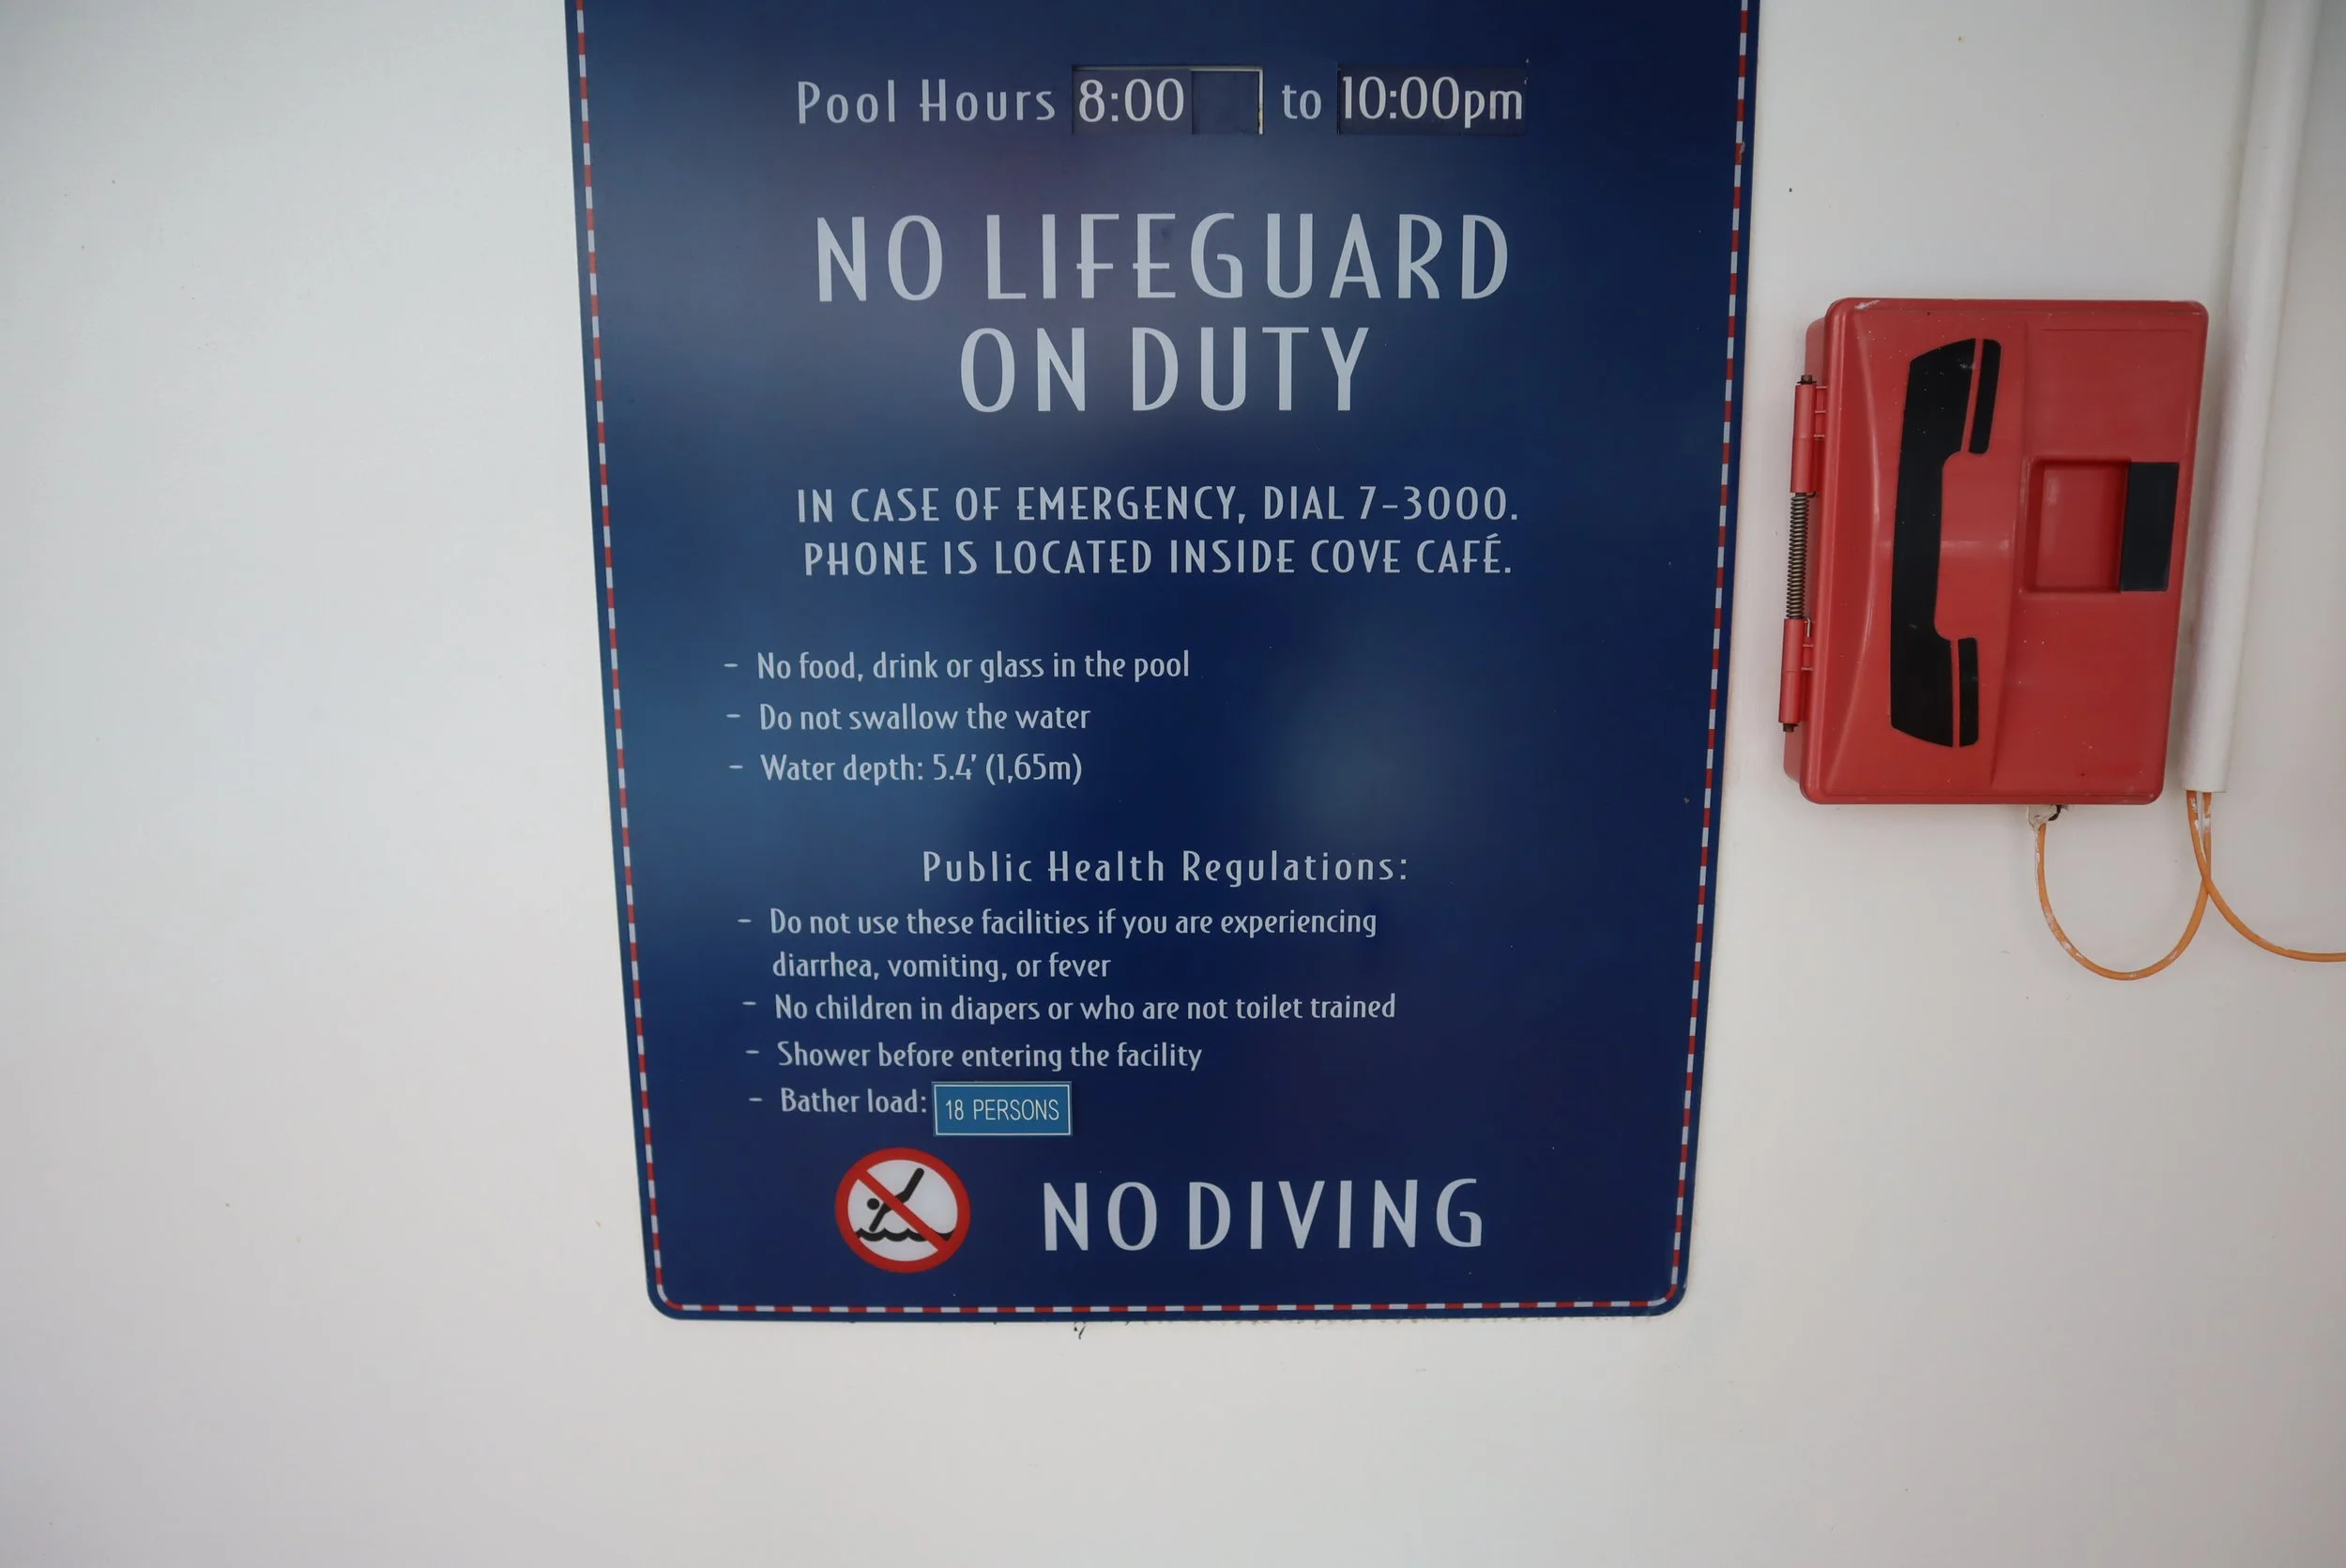 Pool Hours 8:00 to 10:00pm
NO LIFEGUARD
ON DUTY
IN CASE OF EMERGENCY, DIAL 7-3000.
PHONE IS LOCATED INSIDE COVE CAFÉ.
- No food, drink or glass in the pool
- Do not swallow the water
- Water depth: 5.4' (1,65m)
Public Health Regulations:
- Do not use these facilities if you are experiencing
diarrhea, vomiting, or fever
- No children in diapers or who are not toilet trained
- Shower before entering the facility
- Bather load: 18 PERSONS
NO DIVING